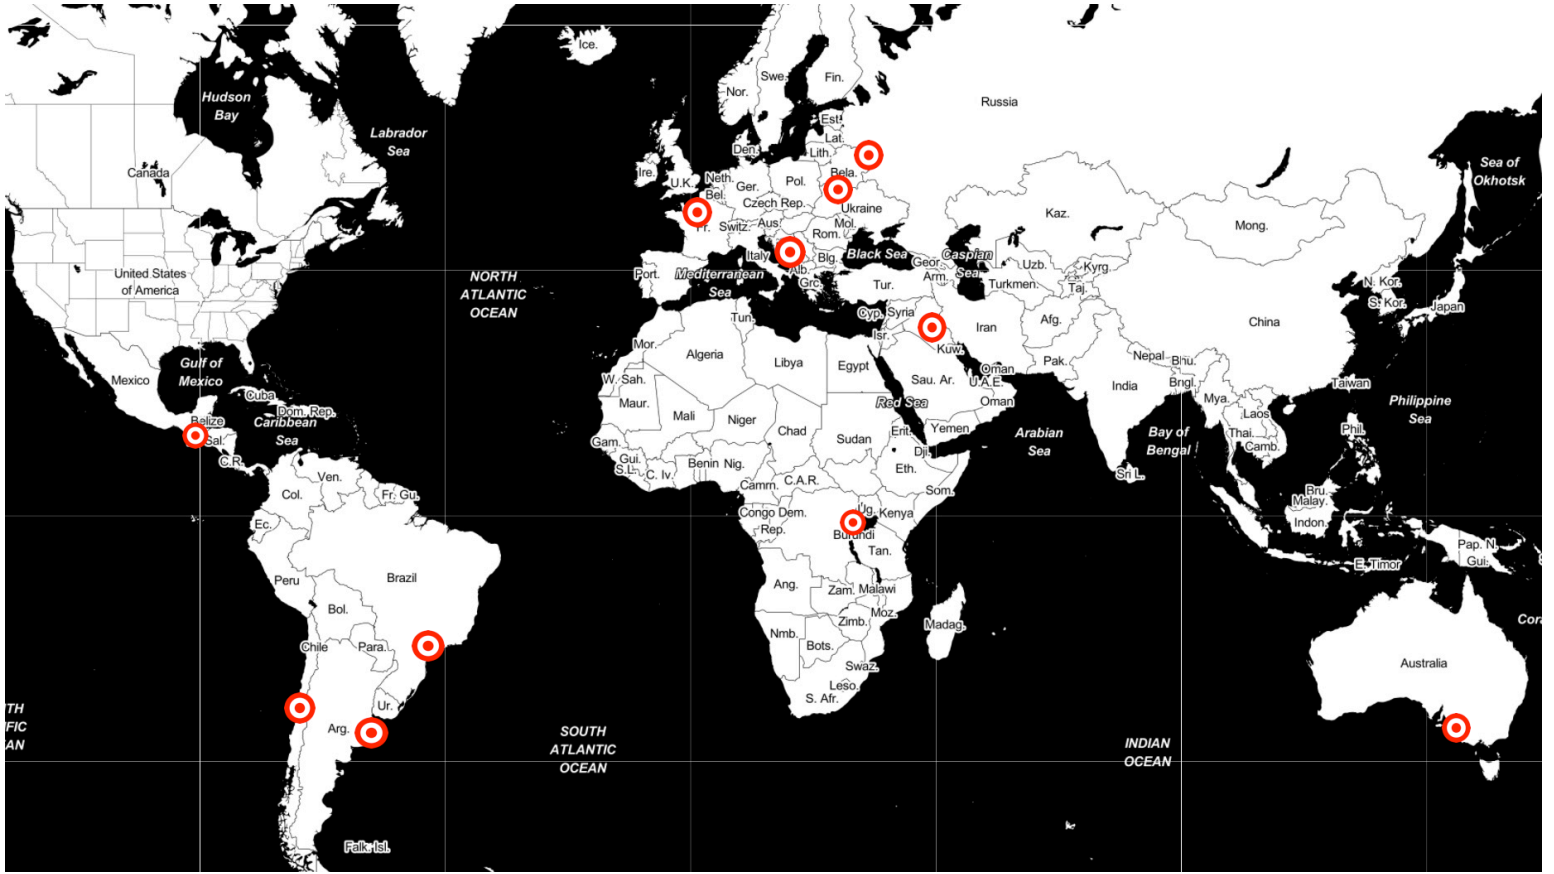 Ice.
Swe.
Fin.
Nor.
Russia
Hudson
Bay
Est.
Labrador
Sea
Lat.
Den.
Lith.
Sea of
Okhotsk
Canada
Ire.
U.K.
Neth.
Bel.
Ger.
Pol.
Bela.
Czech Rep.
Ukraine
Fr.
Switz.
Aus.
Mol.
Rom.
Kaz.
Mong.
Italy
Blg.
Black Sea
Caspian
Sea
Geor.
Arm.
Uzb.
Kyrg.
Turkmen.
Taj.
United States
of America
NORTH
ATLANTIC
OCEAN
Port.
Mediterranean
Sea
Alb.
Grc.
Tur.
N. Kor.
S. Kor.
Japan
Tun.
Cyp.
Syria
Isr.
Iran
Afg.
China
Mor.
Algeria
Libya
Egypt
Kuw.
Pak.
Nepal
Bhu.
Gulf of
Mexico
Mexico
W. Sah.
Sau. Ar.
Oman
U.A.E.
Oman
India
Bngl.
Mya.
Taiwan
Cuba
Dom. Rep.
Maur.
Mali
Niger
Red Sea
Laos
Philippine
Sea
Belize
Caribbean
Sea
Sal.
C.R.
Gam.
Gui.
S.L.
C. Iv.
Benin
Nig.
Chad
Sudan
Erit.
Yemen
Dji.
Eth.
Arabian
Sea
Bay of
Bengal
Thai.
Camb.
Phil.
Ven.
Col.
Fr. Gu.
Camrn.
C.A.R.
Som.
Sri L.
Bru.
Malay.
Ec.
Congo
Dem.
Rep.
Ug.
Kenya
Indon.
Burundi
Tan.
Pap. N.
Gui.
E. Timor
Peru
Brazil
Ang.
Zam.
Malawi
Moz.
Bol.
Zimb.
Madag.
Chile
Para.
Nmb.
Bots.
Swaz.
Leso.
S. Afr.
Australia
Ur.
Arg.
SOUTH
ATLANTIC
OCEAN
INDIAN
OCEAN
Falk. Isl.